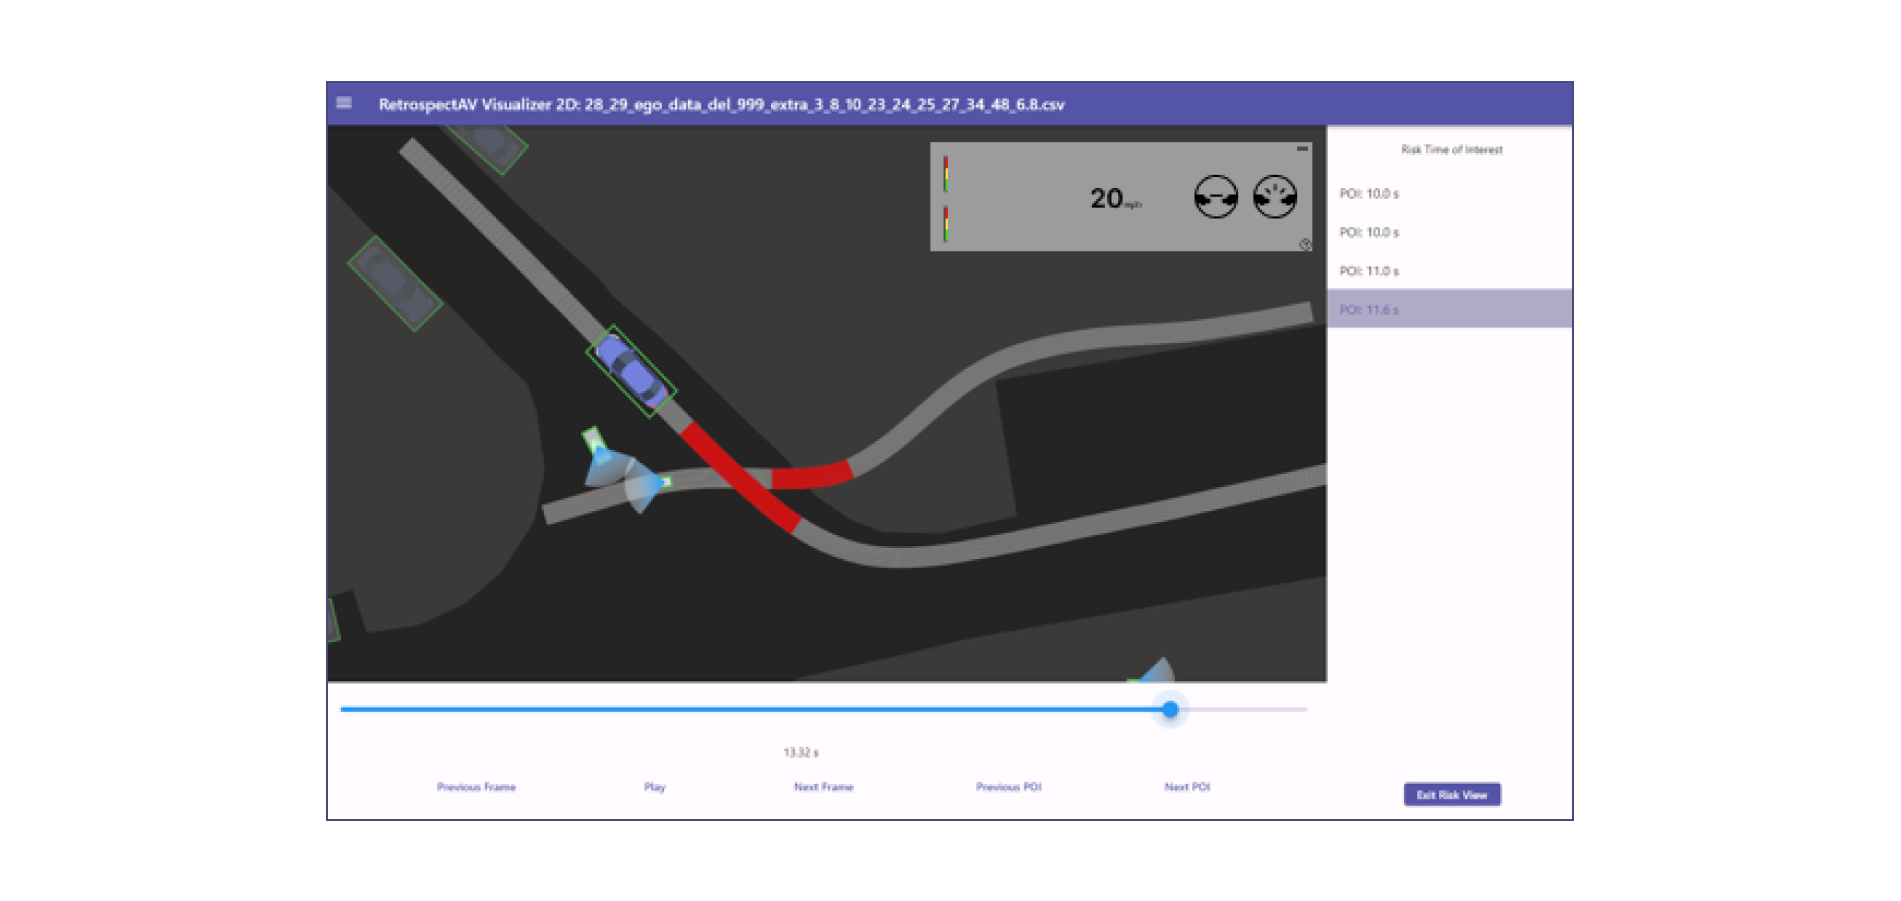 RetrospectAV Visualizer 2D: 28_29_ego_data_del_999_extra_3_8_10_23_24_25_27_34_48_6.8.csv
Risk Time of Interest
20 mph
POI: 10.0 s
POI: 10.0 s
POI: 11.0 s
POI: 11.6 s
13.32 s
Previous Frame
Play
Next Frame
Previous POI
Next POI
Exit Risk View